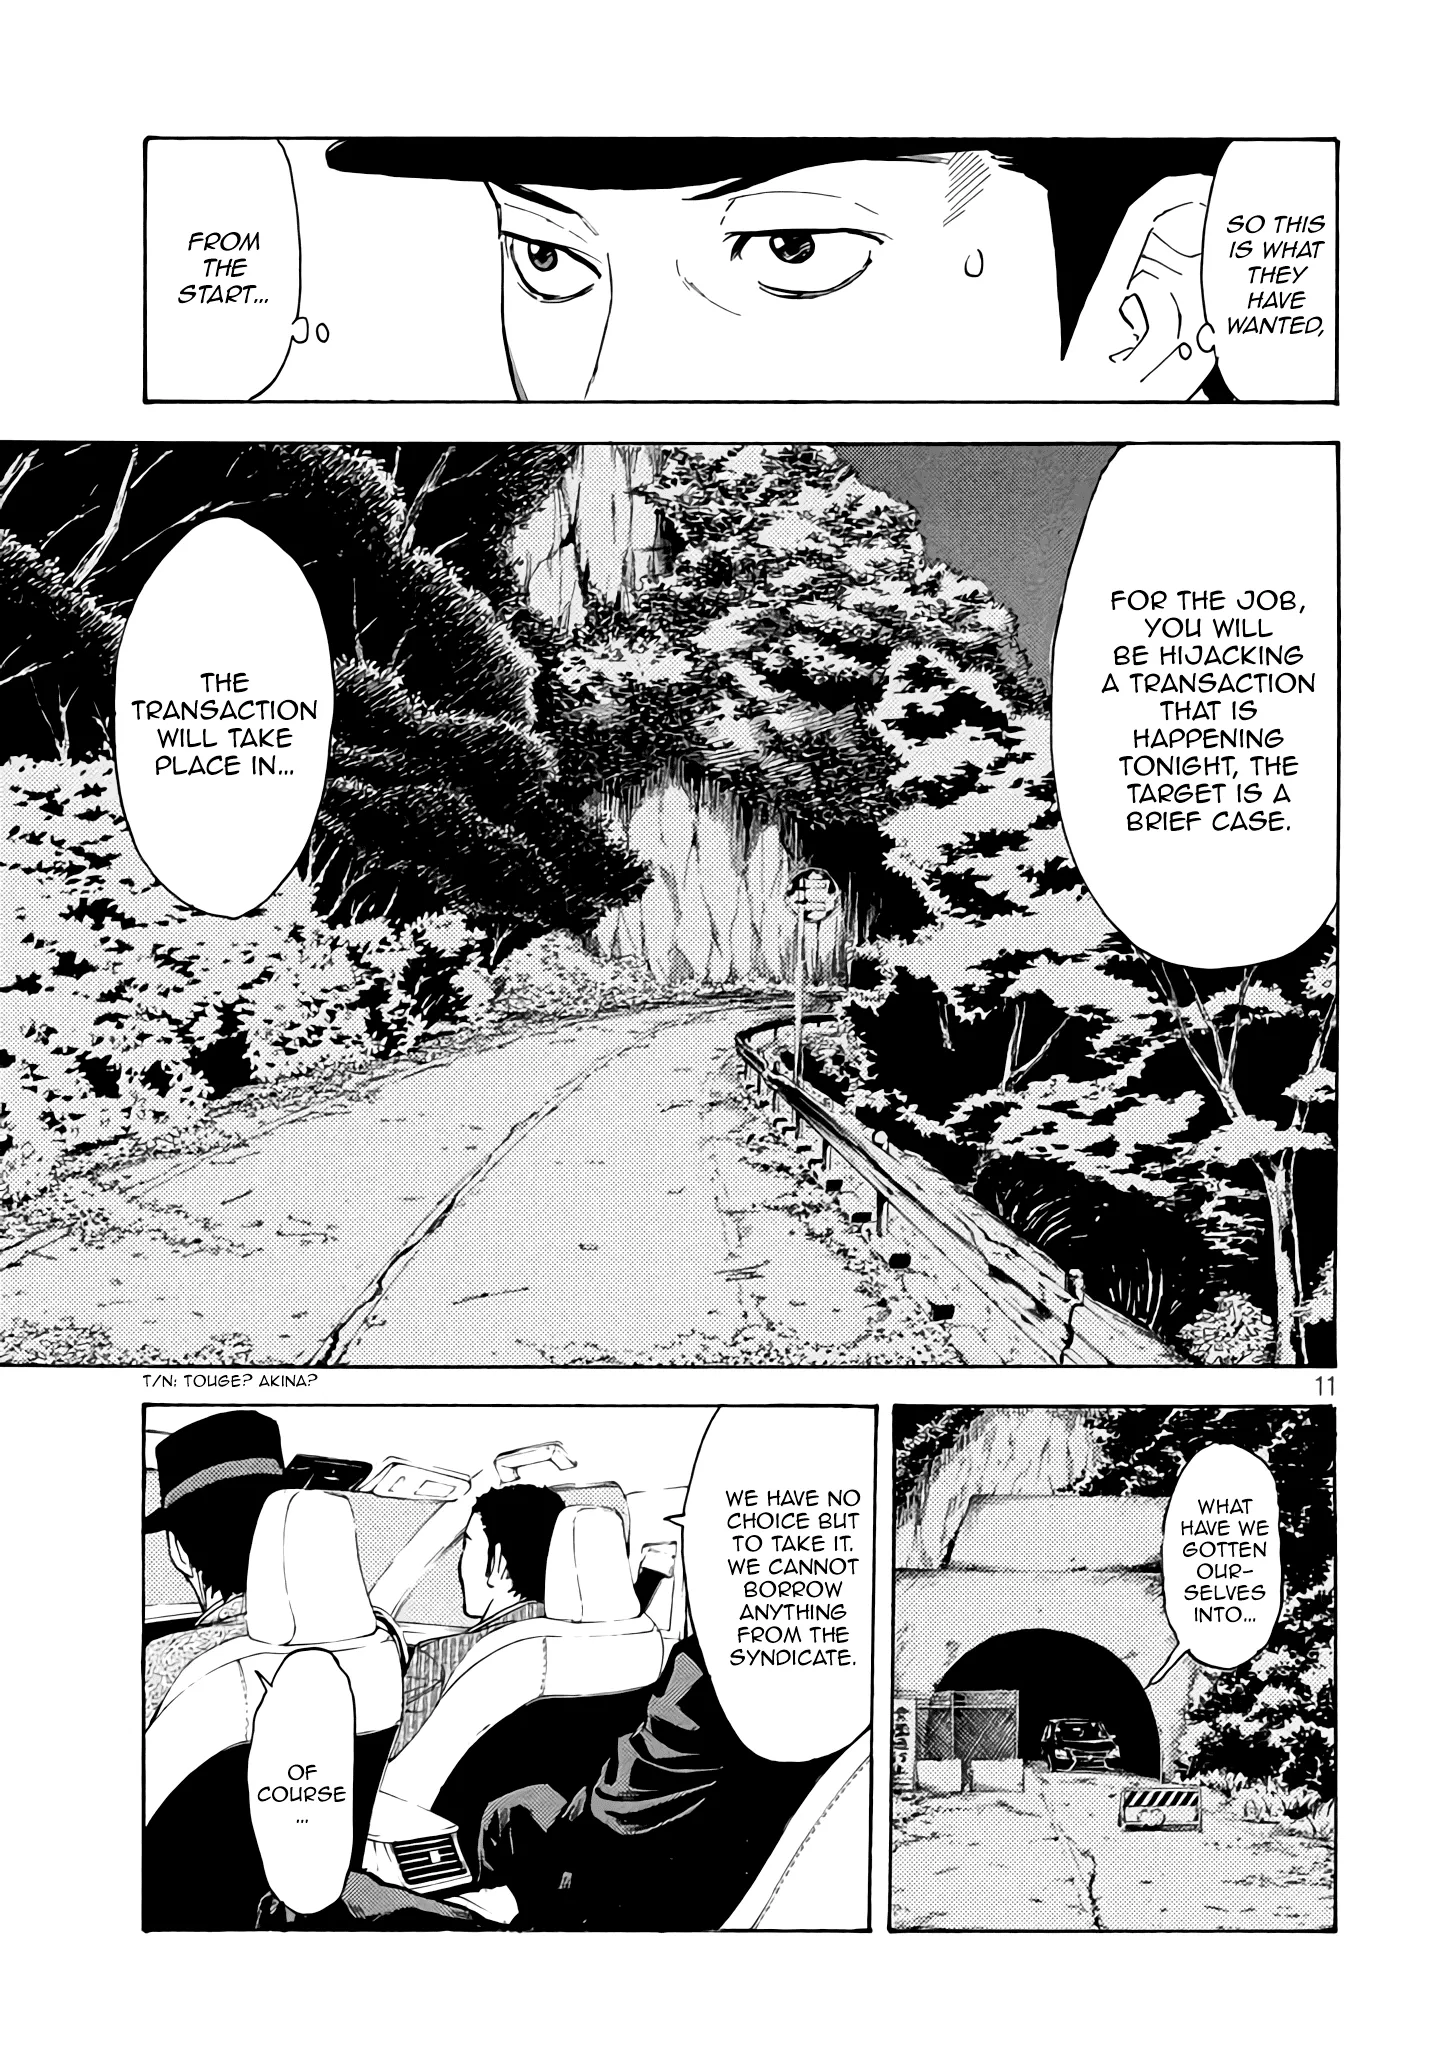 SO THIS
IS WHAT
THEY
HAVE
WANTED,
FROM
THE
START...
FOR THE JOB,
YOU WILL
BE HIJACKING
A TRANSACTION
THAT IS
HAPPENING
TONIGHT, THE
TARGET IS A
BRIEF CASE.
THE
TRANSACTION
WILL TAKE
PLACE IN...
T/N: TOUGE? AKINA?
11
WHAT
HAVE WE
GOTTEN
OUR-
SELVES
INTO...
WE HAVE NO
CHOICE BUT
TO TAKE IT.
WE CANNOT
BORROW
ANYTHING
FROM THE
SYNDICATE.
OF
COURSE
...